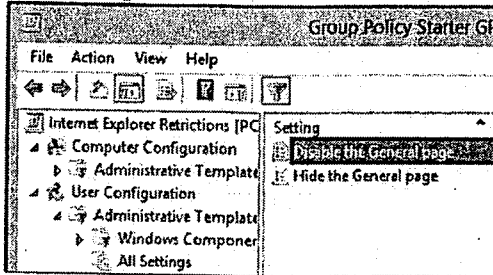 Group Policy Starter G
File Action View Help
Internet Explorer Retrictions [PC
Computer Configuration
Administrative Template
User Configuration
Administrative Template
Windows Componer
All Settings
Setting
Disable the General page
Hide the General page